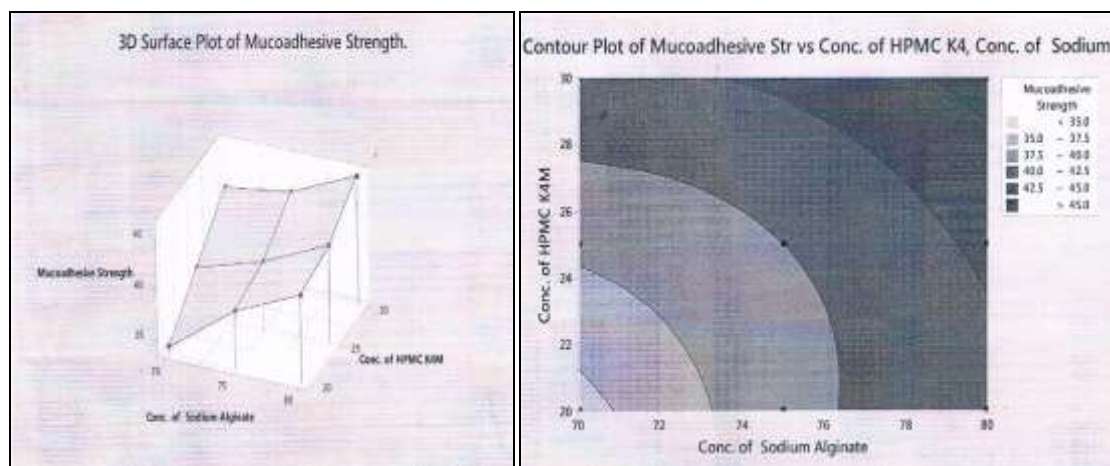 3D Surface Plot of Mucoadhesive Strength.
Mucoadhesive Strength
40
35
70
75
80
20
25
30
Conc. of HPMC K4M
Conc. of Sodium Alginate
Contour Plot of Mucoadhesive Str vs Conc. of HPMC K4, Conc. of Sodium
Mucoadhesive
Strength
< 35.0
35.0 – 37.5
37.5 – 40.0
40.0 – 42.5
42.5 – 45.0
> 45.0
Conc. of HPMC K4M
30
28
26
24
22
20
70
72
74
76
78
80
Conc. of Sodium Alginate